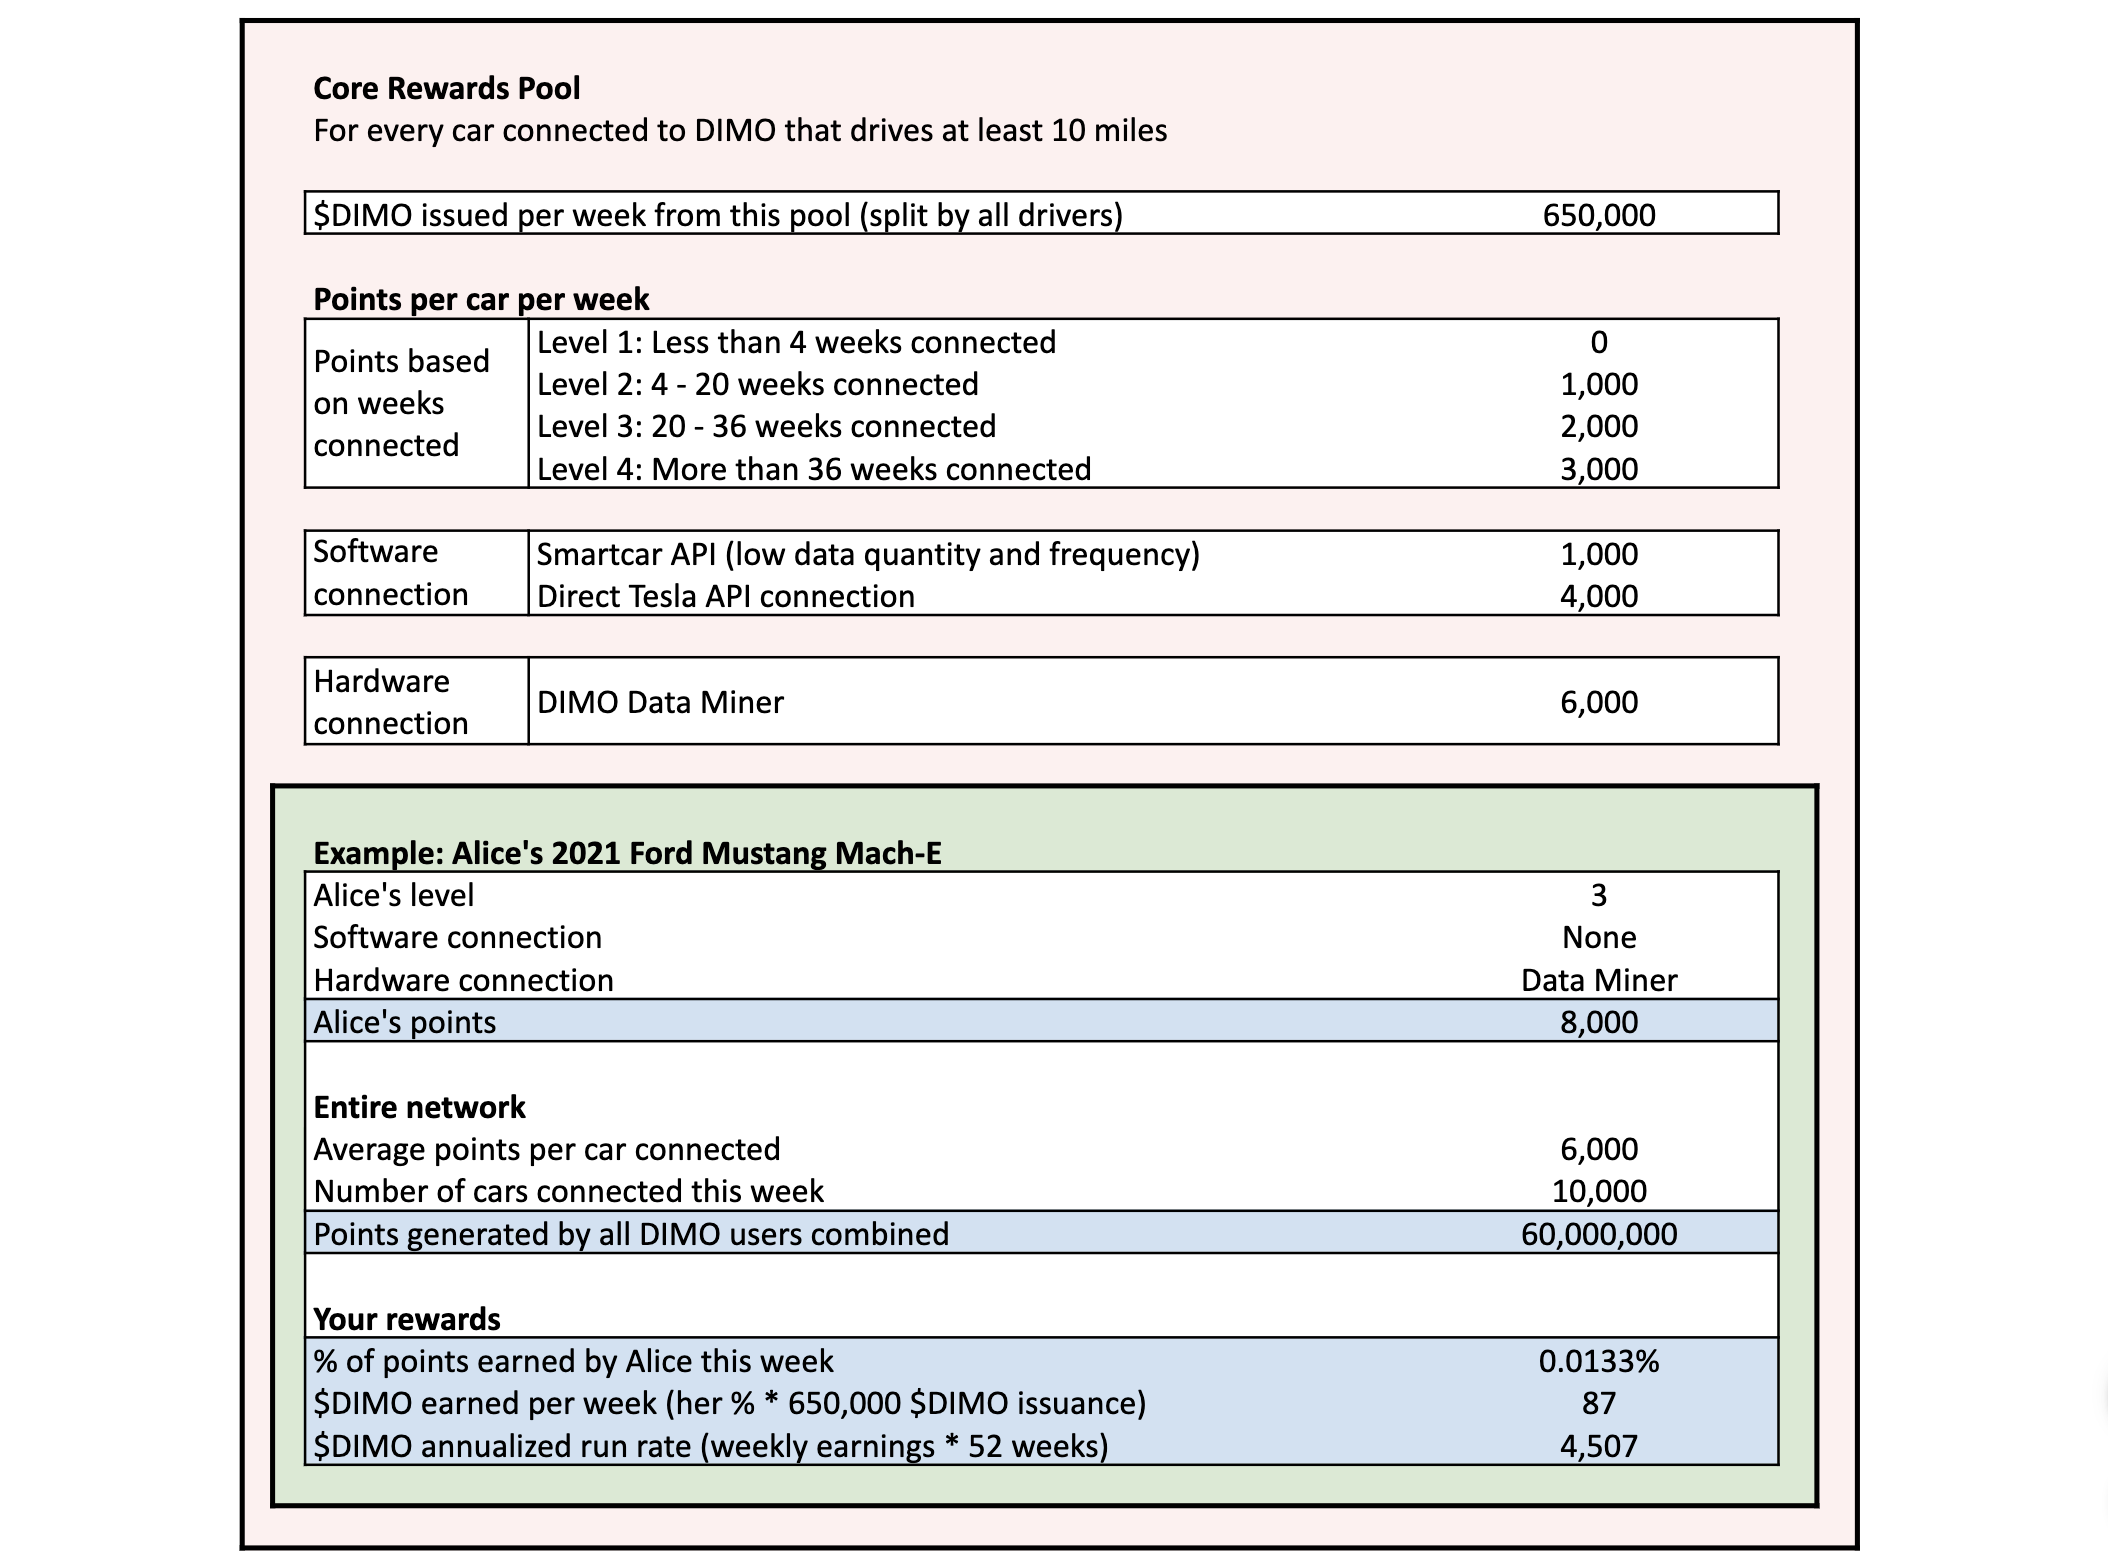 Core Rewards Pool
For every car connected to DIMO that drives at least 10 miles
$DIMO issued per week from this pool (split by all drivers) 650,000
Points per car per week
Points based
on weeks
connected
Level 1: Less than 4 weeks connected 0
Level 2: 4 - 20 weeks connected 1,000
Level 3: 20 - 36 weeks connected 2,000
Level 4: More than 36 weeks connected 3,000
Software
connection
Smartcar API (low data quantity and frequency) 1,000
Direct Tesla API connection 4,000
Hardware
connection
DIMO Data Miner 6,000
Example: Alice's 2021 Ford Mustang Mach-E
Alice's level 3
Software connection None
Hardware connection Data Miner
Alice's points 8,000
Entire network
Average points per car connected 6,000
Number of cars connected this week 10,000
Points generated by all DIMO users combined 60,000,000
Your rewards
% of points earned by Alice this week 0.0133%
$DIMO earned per week (her % * 650,000 $DIMO issuance) 87
$DIMO annualized run rate (weekly earnings * 52 weeks) 4,507